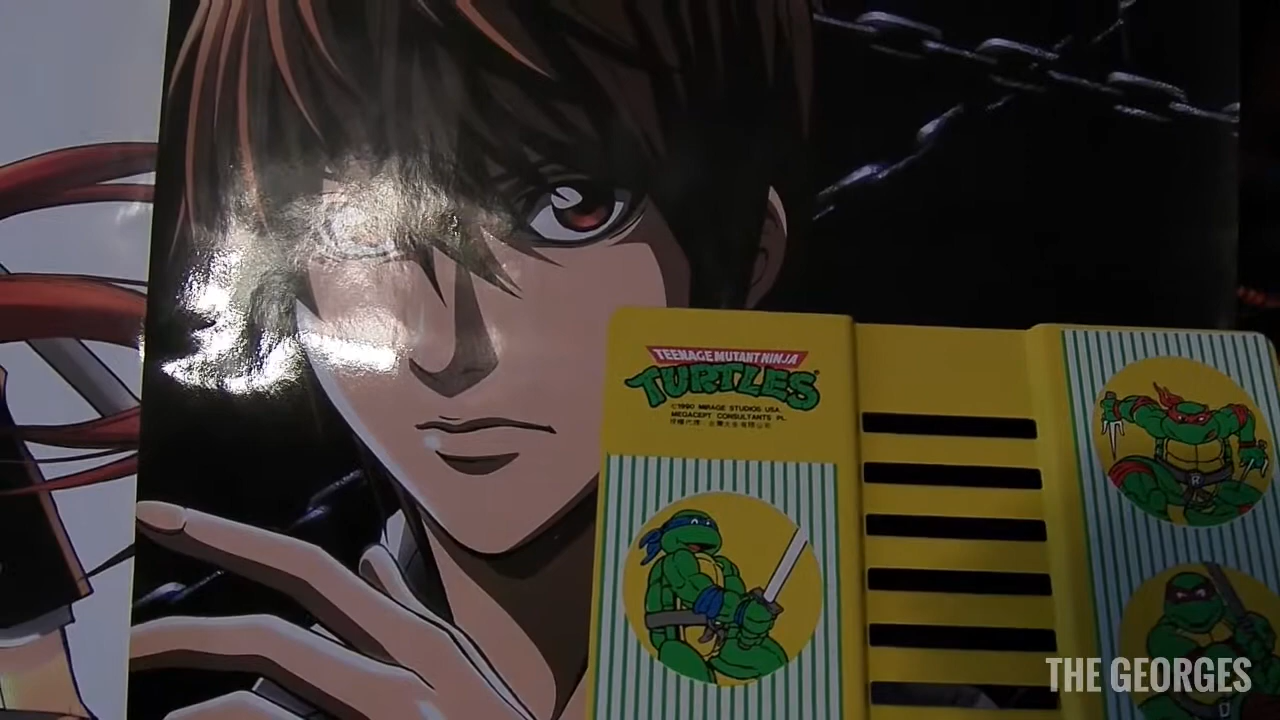 TEENAGE MUTANT NINJA
TURTLES
©1990 MIRAGE STUDIOS USA.
MEGACEPT CONSULTANTS PL.
R
THE GEORGES